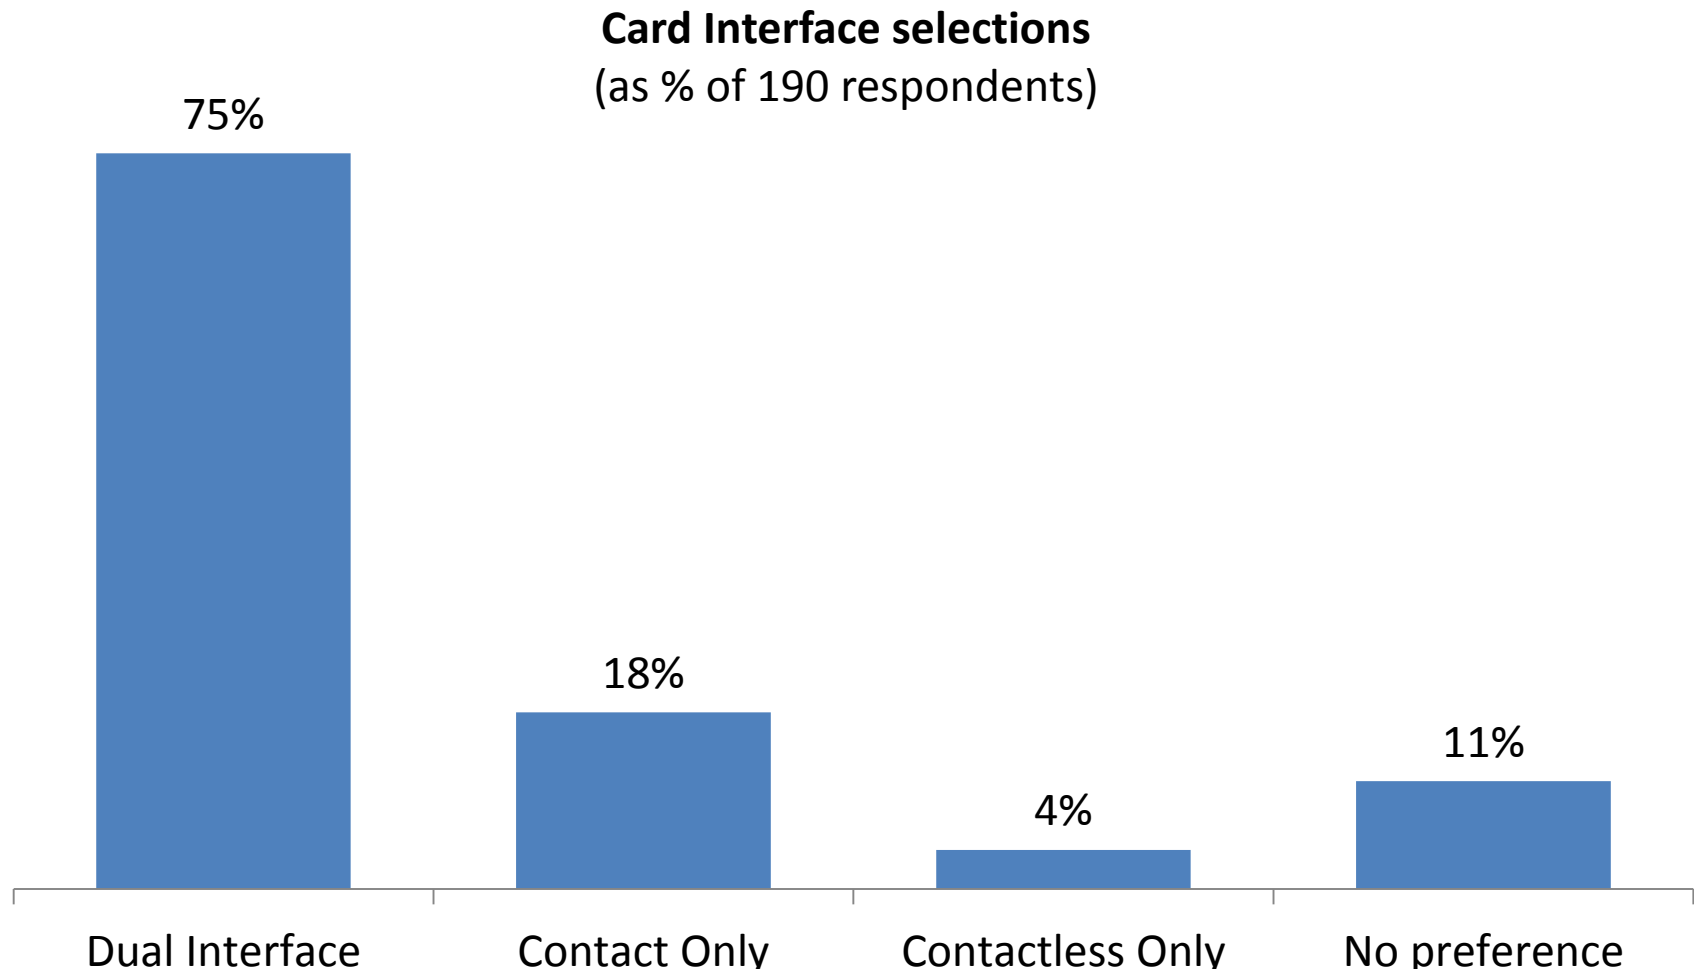 Card Interface selections
(as % of 190 respondents)
75%
18%
11%
4%
Dual Interface
Contact Only
Contactless Only
No preference